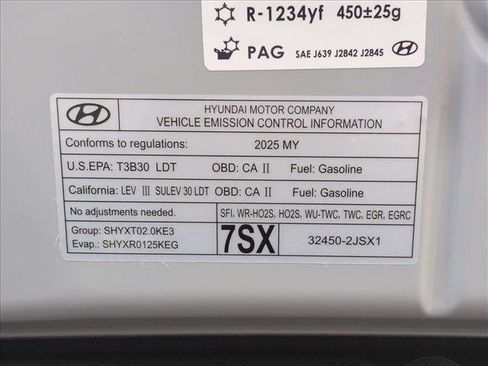 R-1234yf 450±25g
PAG SAE J639 J2842 J2845
HYUNDAI MOTOR COMPANY
VEHICLE EMISSION CONTROL INFORMATION
Conforms to regulations: 2025 MY
U.S.EPA: T3B30 LDT OBD: CA II Fuel: Gasoline
California: LEV III SULEV 30 LDT OBD: CA II Fuel: Gasoline
No adjustments needed. SFI, WR-HO2S, HO2S, WU-TWC, TWC, EGR, EGRC
Group: SHYXT02.0KE3
Evap.: SHYXR0125KEG
7SX 32450-2JSX1